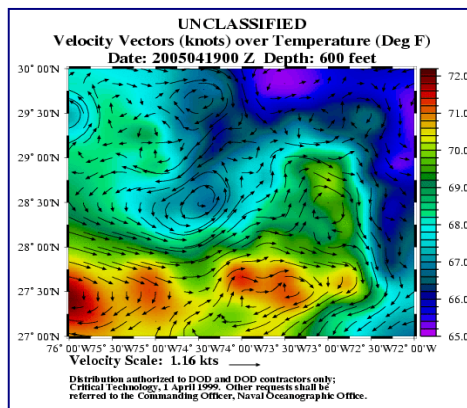 UNCLASSIFIED
Velocity Vectors (knots) over Temperature (Deg F)
Date: 2005041900 Z Depth: 600 feet
30° 00'N
29° 30'N
29° 00'N
28° 30'N
28° 00'N
27° 30'N
27° 00'N
72.0
71.0
70.0
69.0
68.0
67.0
66.0
65.0
76° 00'W75° 30'W75° 00'W74° 30'W74° 00'W73° 30'W73° 00'W72° 30'W72° 00'W
Velocity Scale: 1.16 kts
Distribution authorized to DOD and DOD contractors only;
Critical Technology, 1 April 1999. Other requests shall be
referred to the Commanding Officer, Naval Oceanographic Office.